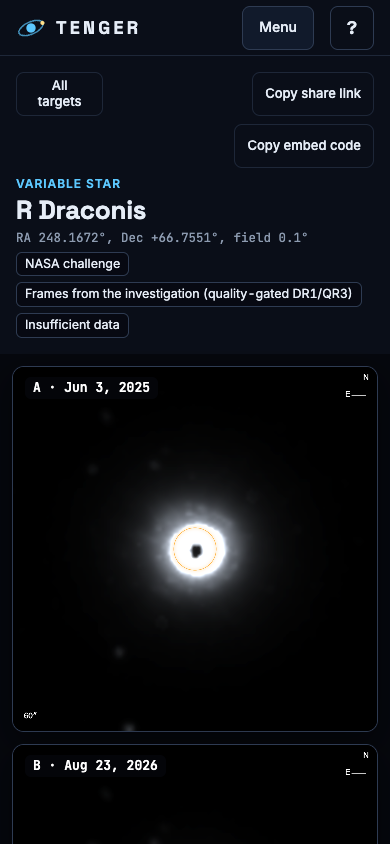 TENGER
Menu
?
All
targets
Copy share link
Copy embed code
VARIABLE STAR
R Draconis
RA 248.1672°, Dec +66.7551°, field 0.1°
NASA challenge
Frames from the investigation (quality-gated DR1/QR3)
Insufficient data
A · Jun 3, 2025
N
E
60″
B · Aug 23, 2026
N
E